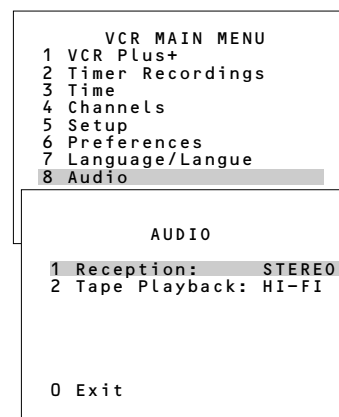 VCR MAIN MENU
1 VCR Plus+
2 Timer Recordings
3 Time
4 Channels
5 Setup
6 Preferences
7 Language/Langue
8 Audio
AUDIO
1 Reception: STEREO
2 Tape Playback: HI-FI
0 Exit